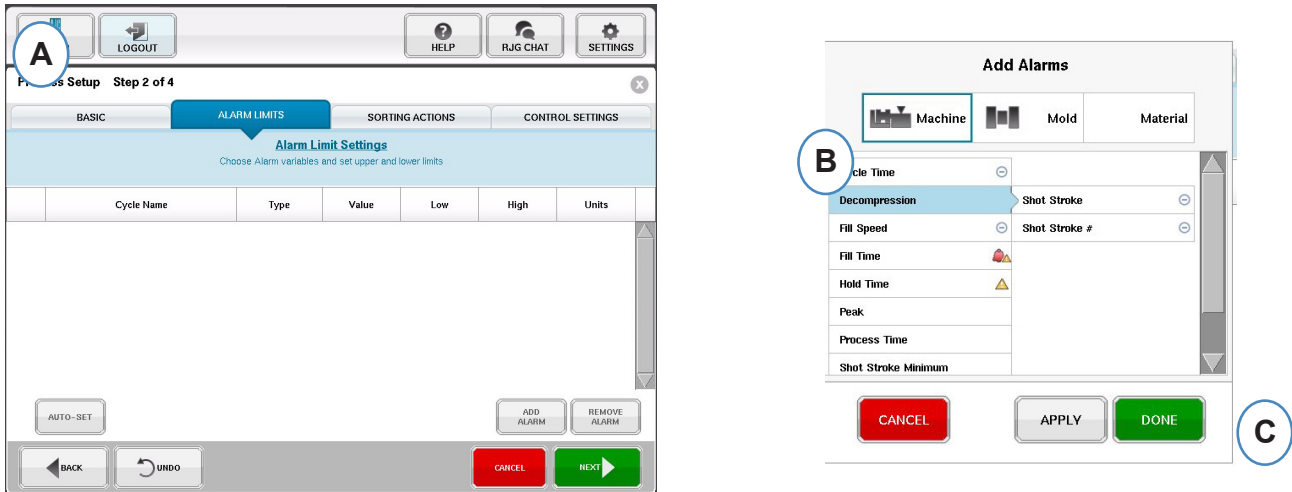 A
LOGOUT
HELP
RJG CHAT
SETTINGS
Setup Step 2 of 4
BASIC
ALARM LIMITS
SORTING ACTIONS
CONTROL SETTINGS
Alarm Limit Settings
Choose Alarm variables and set upper and lower limits
Cycle Name Type Value Low High Units
AUTO-SET
ADD
ALARM
REMOVE
ALARM
BACK
UNDO
CANCEL
NEXT
Add Alarms
Machine
Mold
Material
B
Time
Decompression
Shot Stroke
Fill Speed
Shot Stroke #
Fill Time
Hold Time
Peak
Process Time
Shot Stroke Minimum
CANCEL
APPLY
DONE
C